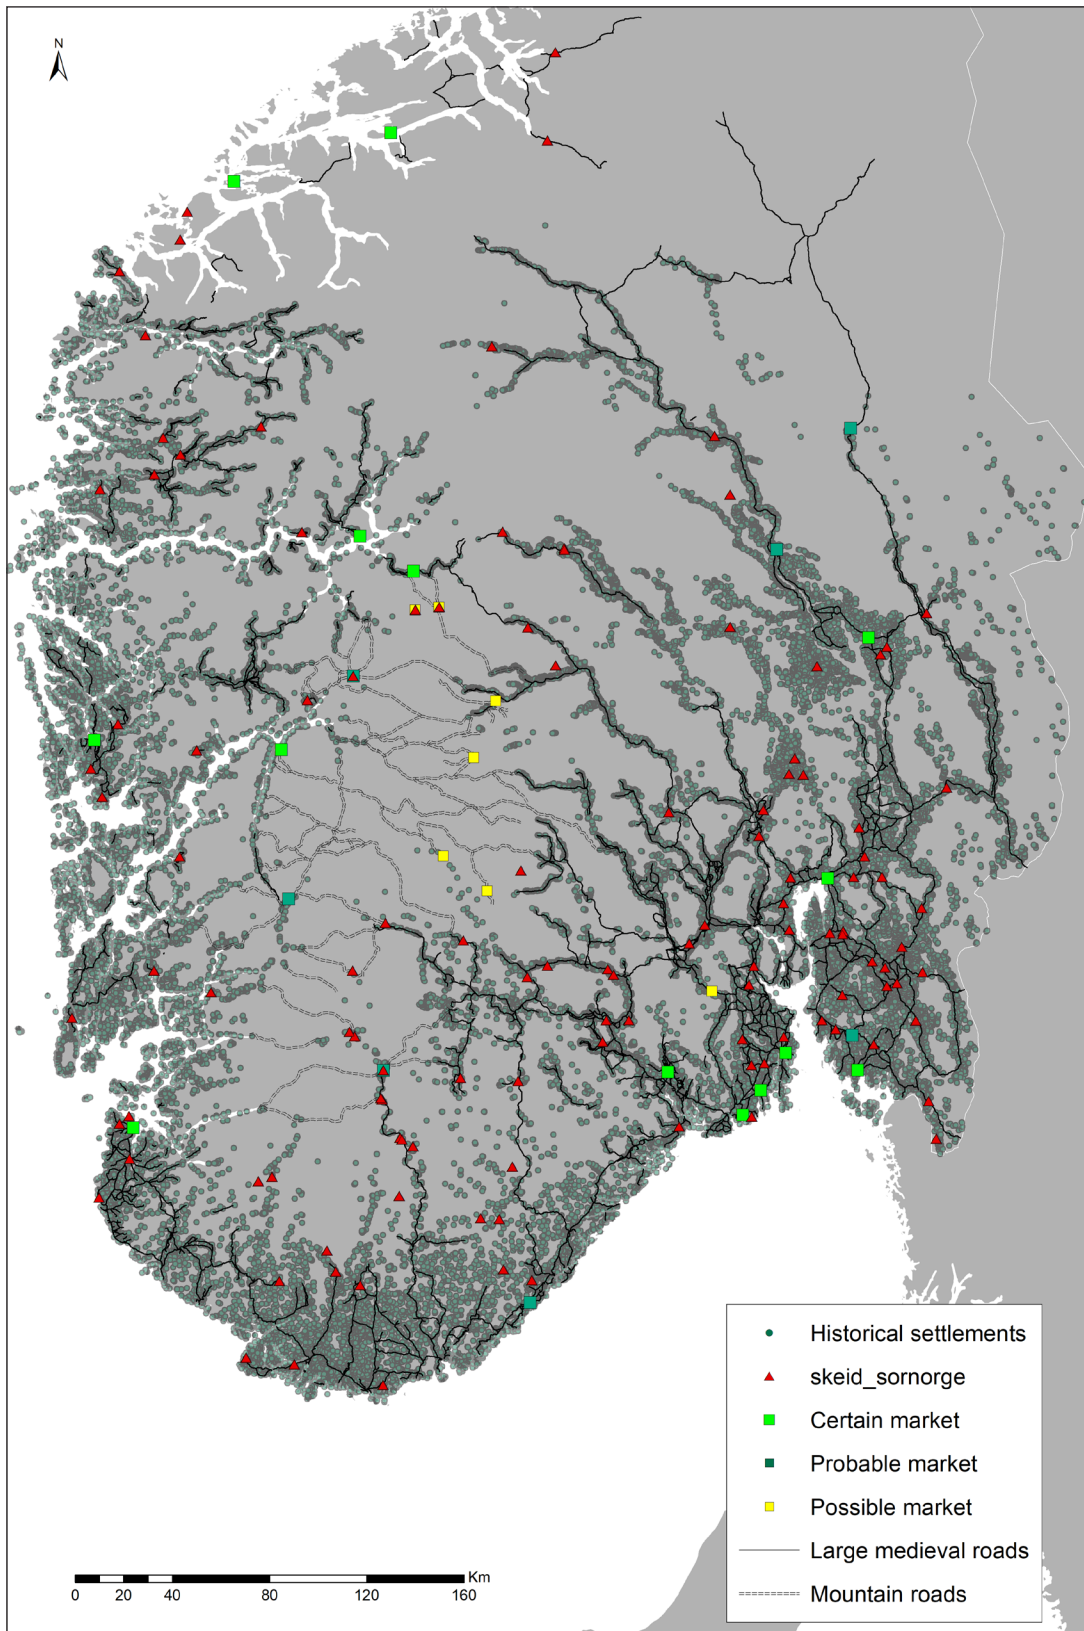 N
Historical settlements
skeid_sornorge
Certain market
Probable market
Possible market
Large medieval roads
Mountain roads
Km
0 20 40 80 120 160